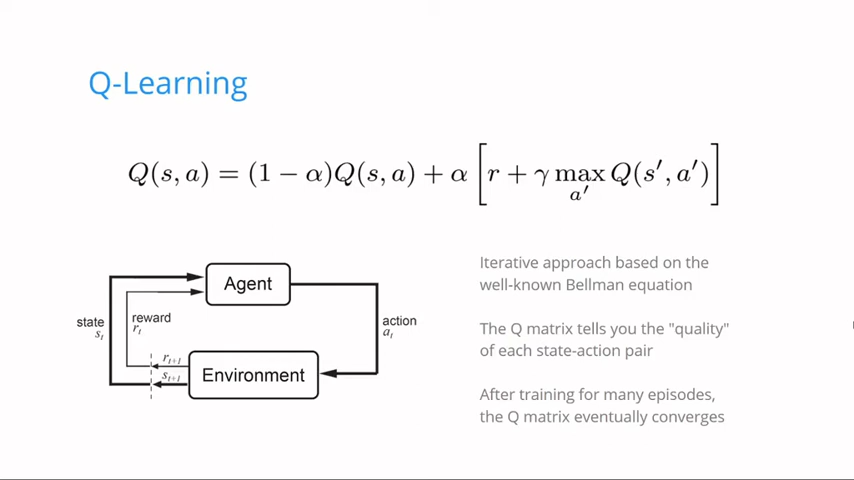 Q-Learning
Q(s, a) = (1 − α)Q(s, a) + α [r + γ max Q(s′, a′)]
a′
Agent
state
s_t
reward
r_t
action
a_t
r_{t+1}
s_{t+1}
Environment
Iterative approach based on the
well-known Bellman equation
The Q matrix tells you the "quality"
of each state-action pair
After training for many episodes,
the Q matrix eventually converges